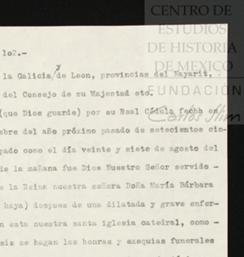 CENTRO DE
ESTUDIOS
DE HISTORIA
DE MEXICO
FUNDACIÓN
Carlos Slim
lo2.-
la Galicia de Leon, provincias del Nayarit,
del Consejo de su Majestad etc.
(que Dios guarde) por su Real Cédula fecha en
bre del año próximo pasado de setecientos cin
gado como el día veinte y siete de agosto del
de la mañana fue Dios Nuestro Señor servido -
la Reina nuestra señora Doña María Bárbara
haya) despues de una dilatada y grave enfer-
en esta nuestra santa iglesia catedral, como -
sis se hagan las honras y exequias funerales